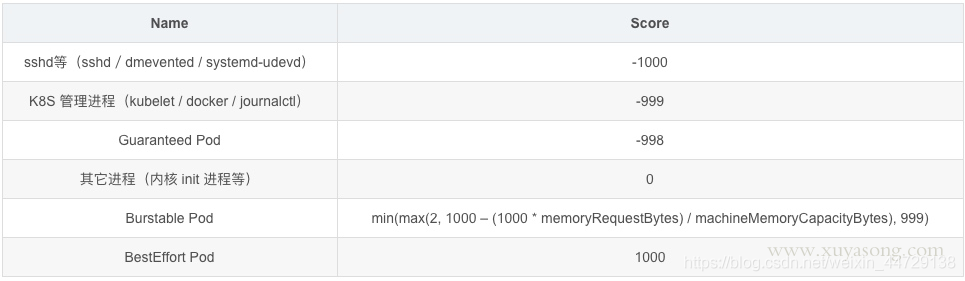 Name Score
sshd等（sshd / dmevented / systemd-udevd） -1000
K8S 管理进程（kubelet / docker / journalctl） -999
Guaranteed Pod -998
其它进程（内核 init 进程等） 0
Burstable Pod min(max(2, 1000 – (1000 * memoryRequestBytes) / machineMemoryCapacityBytes), 999)
BestEffort Pod 1000
www.xuyasong.com
https://blog.csdn.net/weixin_44729138